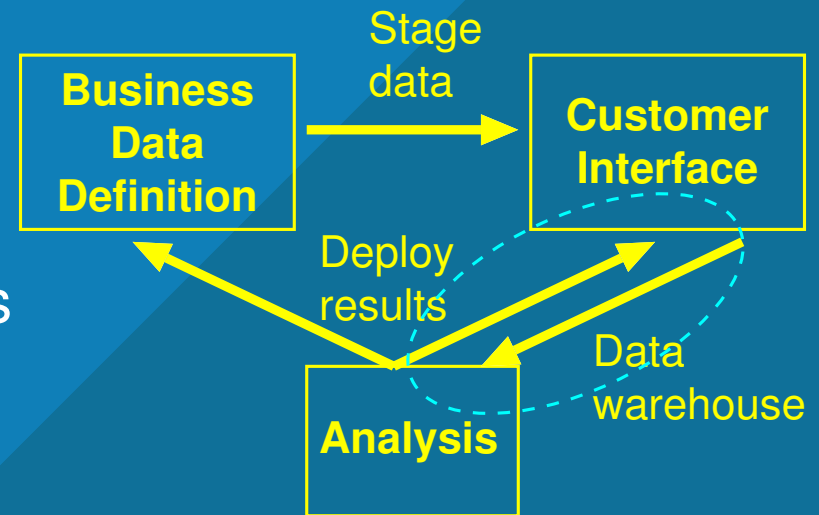 Stage
data
Business
Data
Definition
Customer
Interface
Deploy
results
s
Data
warehouse
Analysis